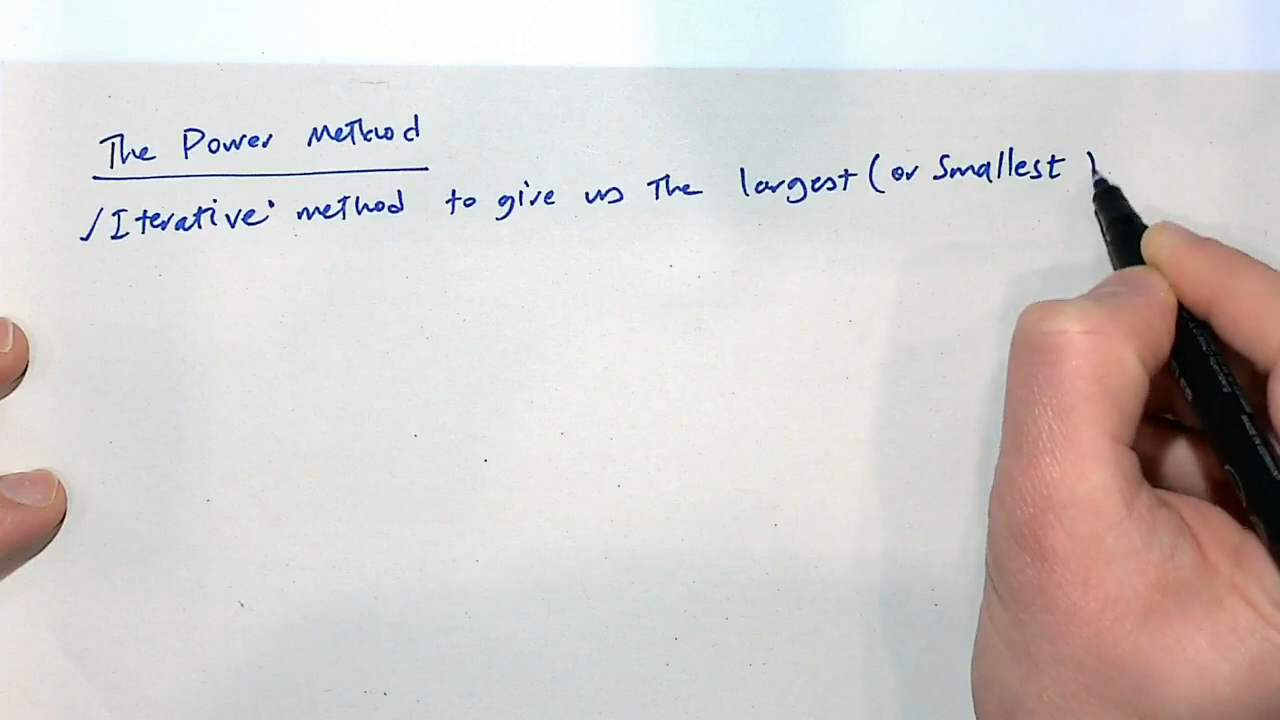 The Power Method
/Iterative method to give us The largest (or Smallest )